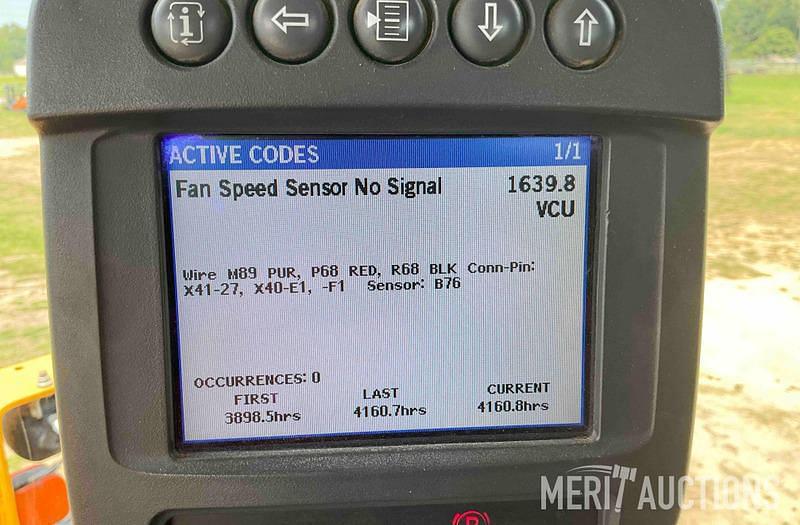 ACTIVE CODES 1/1
Fan Speed Sensor No Signal 1639.8
VCU
Wire M89 PUR, P68 RED, R68 BLK Conn-Pin:
X41-27, X40-E1, -F1 Sensor: B76
OCCURRENCES: 0
FIRST LAST CURRENT
3898.5hrs 4160.7hrs 4160.8hrs
MERIT AUCTIONS